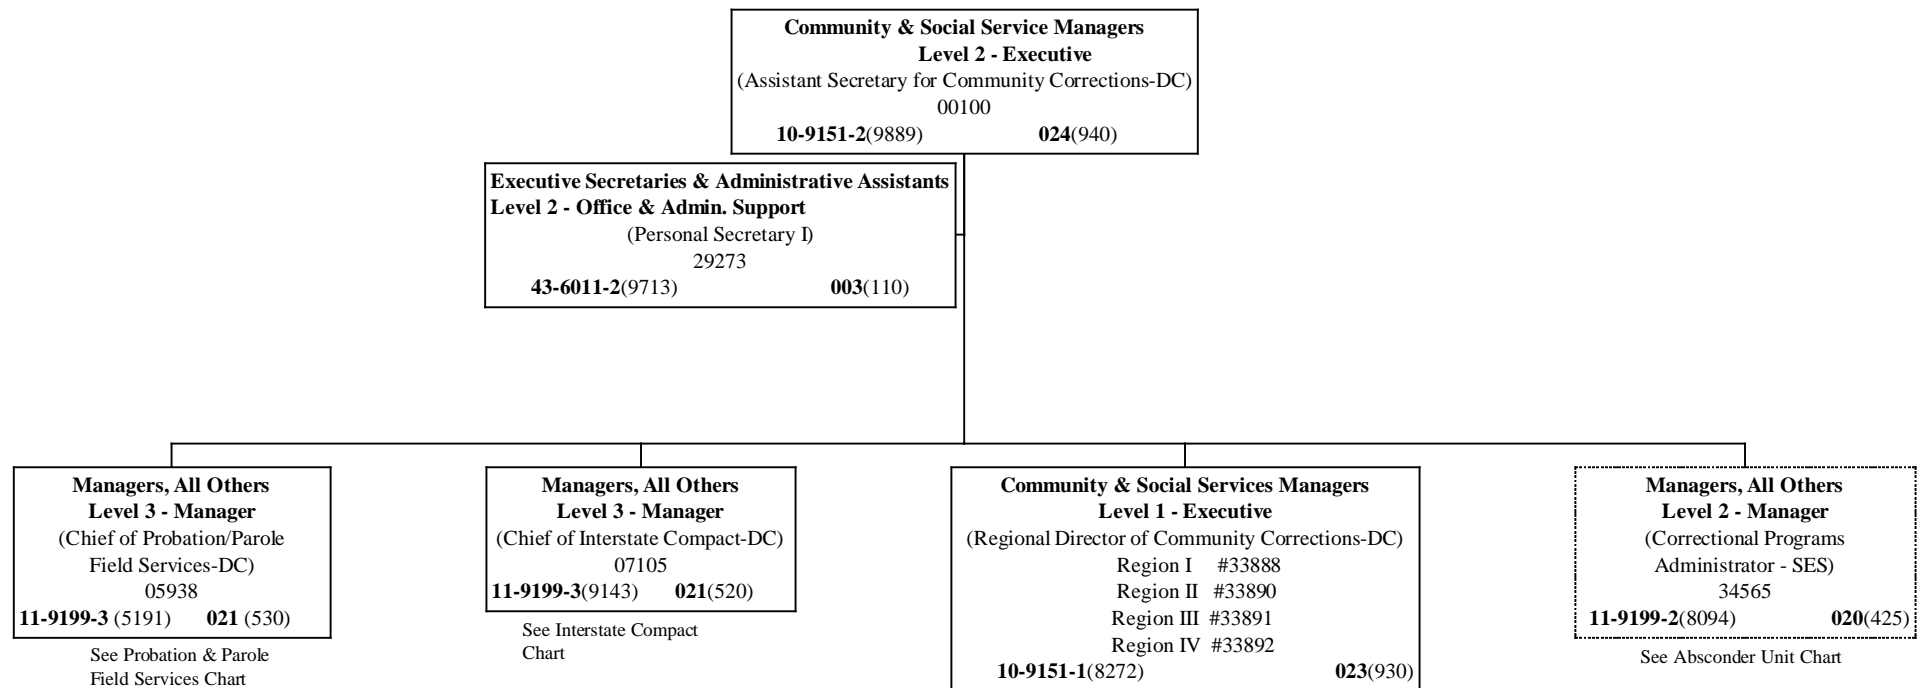 Community & Social Service Managers
Level 2 - Executive
(Assistant Secretary for Community Corrections-DC)
00100
10-9151-2(9889) 024(940)
Executive Secretaries & Administrative Assistants
Level 2 - Office & Admin. Support
(Personal Secretary I)
29273
43-6011-2(9713) 003(110)
Managers, All Others
Level 3 - Manager
(Chief of Probation/Parole
Field Services-DC)
05938
11-9199-3 (5191) 021 (530)
See Probation & Parole
Field Services Chart
Managers, All Others
Level 3 - Manager
(Chief of Interstate Compact-DC)
07105
11-9199-3(9143) 021(520)
See Interstate Compact
Chart
Community & Social Services Managers
Level 1 - Executive
(Regional Director of Community Corrections-DC)
Region I #33888
Region II #33890
Region III #33891
Region IV #33892
10-9151-1(8272) 023(930)
Managers, All Others
Level 2 - Manager
(Correctional Programs
Administrator - SES)
34565
11-9199-2(8094) 020(425)
See Absconder Unit Chart